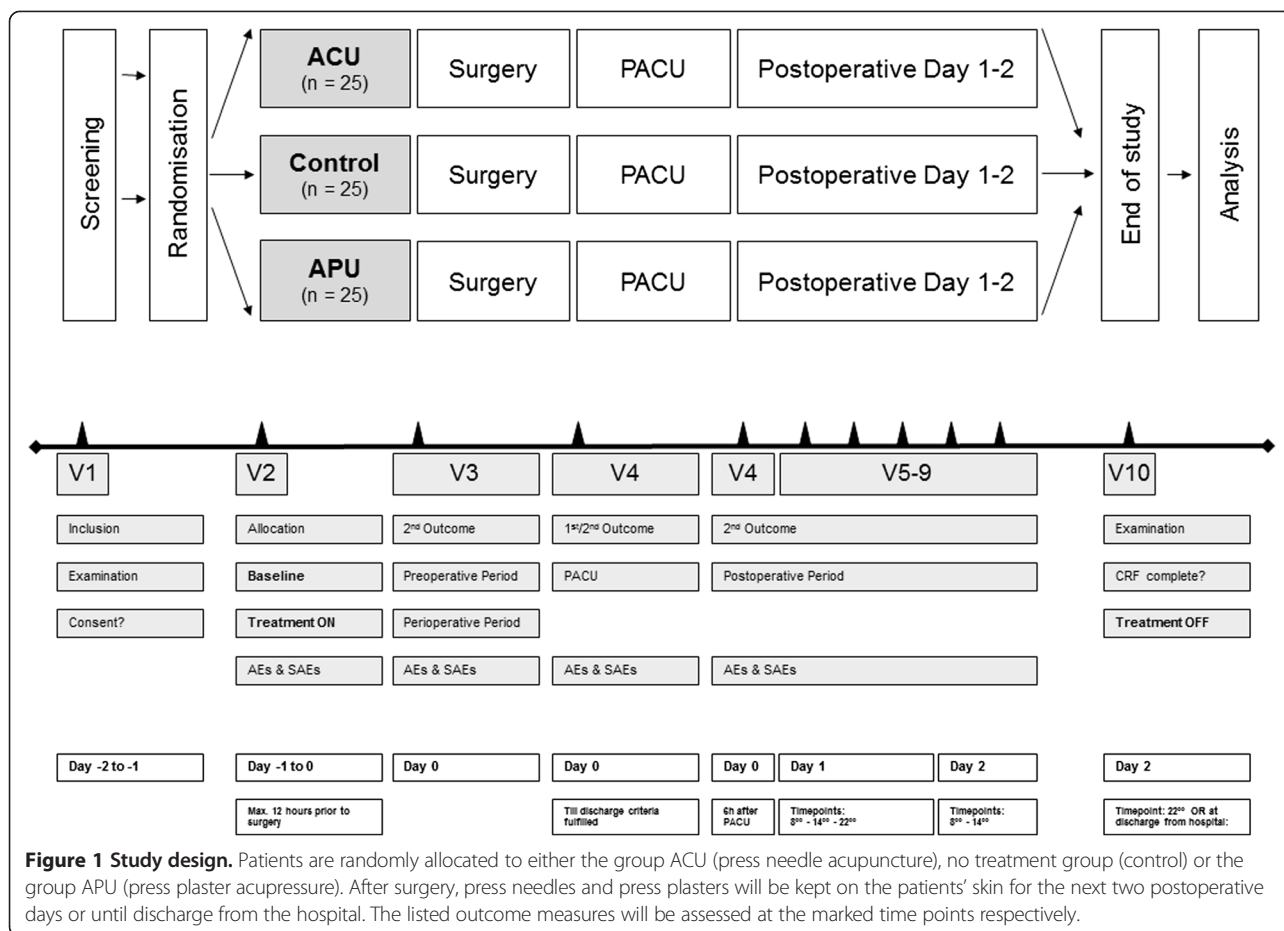 Screening
Randomisation
ACU
(n = 25)
Surgery
PACU
Postoperative Day 1-2
Control
(n = 25)
Surgery
PACU
Postoperative Day 1-2
APU
(n = 25)
Surgery
PACU
Postoperative Day 1-2
End of study
Analysis
V1
V2
V3
V4
V4
V5-9
V10
Inclusion
Allocation
2nd Outcome
1st/2nd Outcome
2nd Outcome
Examination
Examination
Baseline
Preoperative Period
PACU
Postoperative Period
CRF complete?
Consent?
Treatment ON
Perioperative Period
Treatment OFF
AEs & SAEs
AEs & SAEs
AEs & SAEs
AEs & SAEs
Day -2 to -1
Day -1 to 0
Day 0
Day 0
Day 0
Day 1
Day 2
Day 2
Max. 12 hours prior to
surgery
Till discharge criteria
fulfilled
6h after
PACU
Timepoints:
8⁰⁰ - 14⁰⁰ - 22⁰⁰
Timepoints:
8⁰⁰ - 14⁰⁰
Timepoint: 22⁰⁰ OR at
discharge from hospital:
Figure 1 Study design. Patients are randomly allocated to either the group ACU (press needle acupuncture), no treatment group (control) or the
group APU (press plaster acupressure). After surgery, press needles and press plasters will be kept on the patients' skin for the next two postoperative
days or until discharge from the hospital. The listed outcome measures will be assessed at the marked time points respectively.